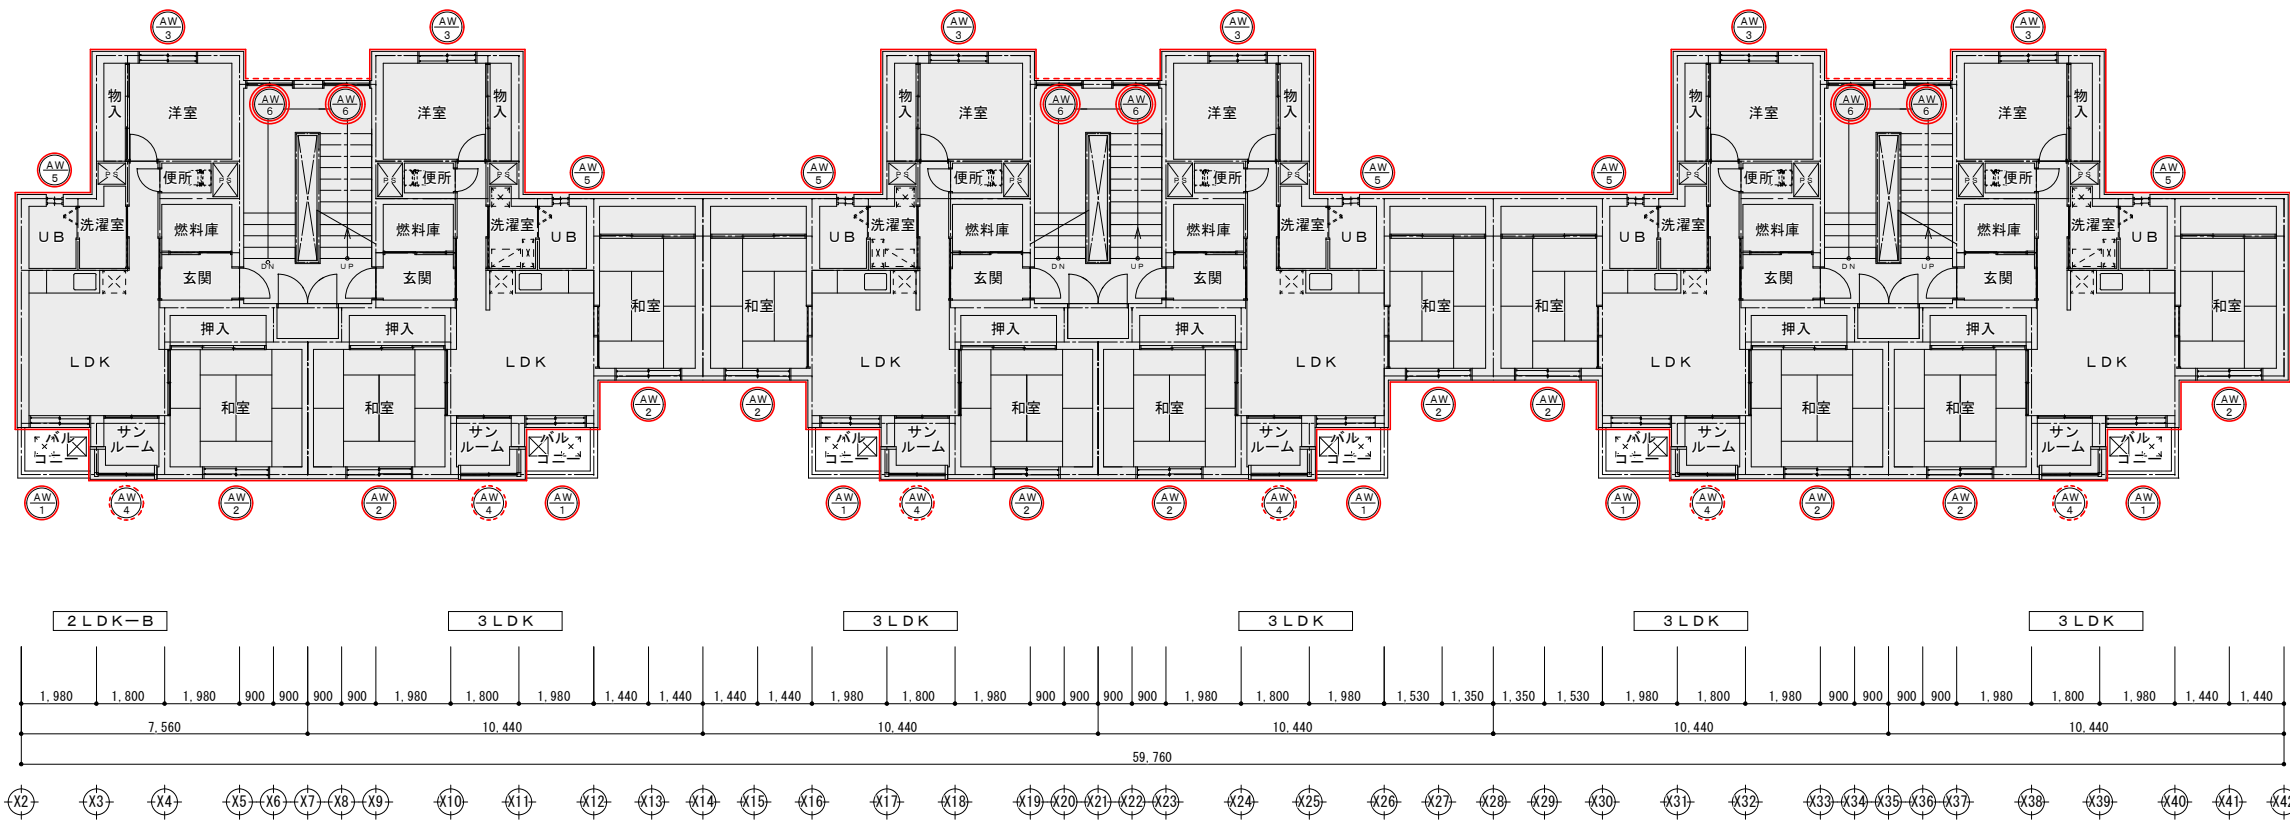 AW 3 AW 3 AW 3 AW 3 AW 3 AW 3
物入 洋室 AW 6 AW 6 洋室 物入 物入 洋室 AW 6 AW 6 洋室 物入 物入 洋室 AW 6 AW 6 洋室 物入
AW 5 AW 5 AW 5 AW 5 AW 5 AW 5
PS 便所 PS PS 便所 PS PS 便所 PS PS 便所 PS PS 便所 PS PS 便所 PS
UB 洗濯室 燃料庫 燃料庫 洗濯室 UB UB 洗濯室 燃料庫 燃料庫 洗濯室 UB UB 洗濯室 燃料庫 燃料庫 洗濯室 UB
玄関 DN UP 玄関 玄関 DN UP 玄関 玄関 DN UP 玄関
和室 和室 和室 和室 和室
押入 押入 押入 押入 押入 押入
LDK LDK LDK LDK LDK LDK
AW 2 AW 2 AW 2 AW 2 AW 2
和室 和室 和室 和室 和室 和室
バルコニー サンルーム サンルーム バルコニー バルコニー サンルーム サンルーム バルコニー バルコニー サンルーム サンルーム バルコニー
AW 1 AW 4 AW 2 AW 2 AW 4 AW 1 AW 1 AW 4 AW 2 AW 2 AW 4 AW 1 AW 1 AW 4 AW 2 AW 2 AW 4 AW 1
2LDK－B 3LDK 3LDK 3LDK 3LDK 3LDK
1,980 1,800 1,980 900 900 900 900 1,980 1,800 1,980 1,440 1,440 1,440 1,440 1,980 1,800 1,980 900 900 900 900 1,980 1,800 1,980 1,530 1,350 1,350 1,530 1,980 1,800 1,980 900 900 900 900 1,980 1,800 1,980 1,440 1,440
7,560 10,440 10,440 10,440 10,440 10,440
59,760
X2 X3 X4 X5 X6 X7 X8 X9 X10 X11 X12 X13 X14 X15 X16 X17 X18 X19 X20 X21 X22 X23 X24 X25 X26 X27 X28 X29 X30 X31 X32 X33 X34 X35 X36 X37 X38 X39 X40 X41 X42